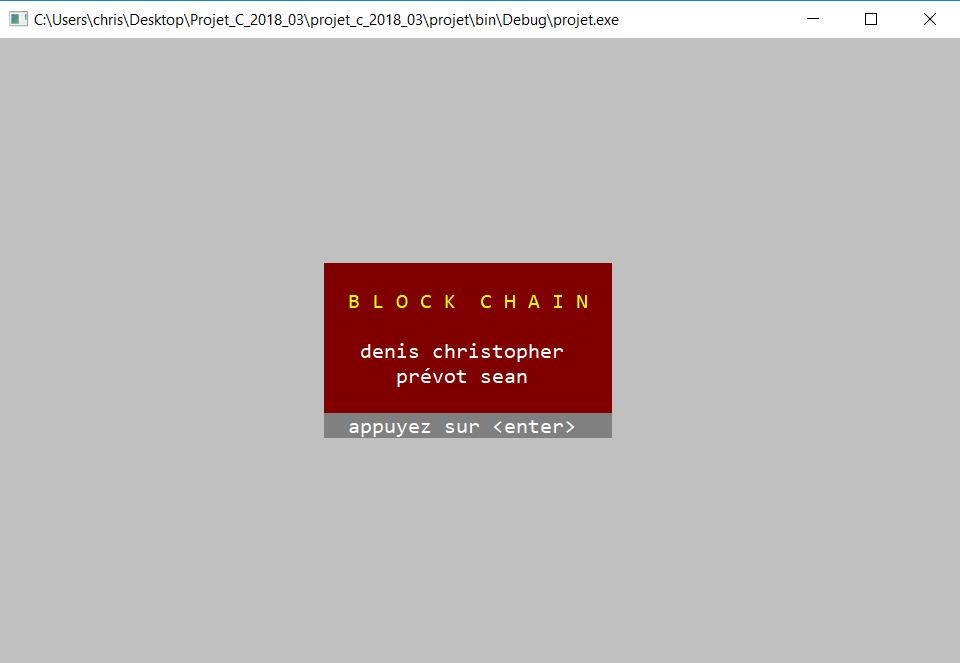 C:\Users\chris\Desktop\Projet_C_2018_03\projet_c_2018_03\projet\bin\Debug\projet.exe
B L O C K  C H A I N
denis christopher
prévot sean
appuyez sur <enter>